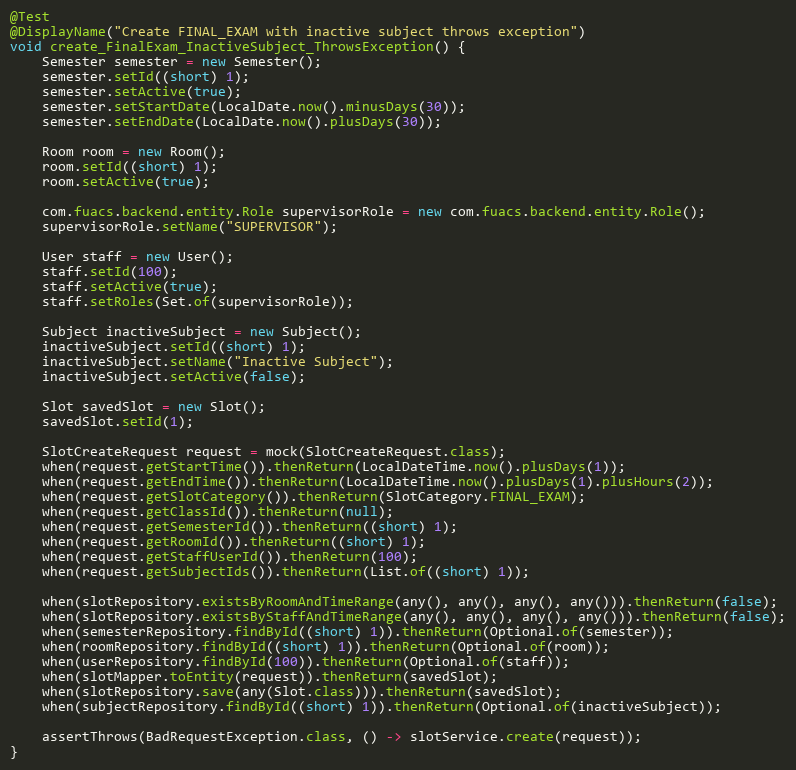 @Test
@DisplayName("Create FINAL_EXAM with inactive subject throws exception")
void create_FinalExam_InactiveSubject_ThrowsException() {
    Semester semester = new Semester();
    semester.setId((short) 1);
    semester.setActive(true);
    semester.setStartDate(LocalDate.now().minusDays(30));
    semester.setEndDate(LocalDate.now().plusDays(30));

    Room room = new Room();
    room.setId((short) 1);
    room.setActive(true);

    com.fuacs.backend.entity.Role supervisorRole = new com.fuacs.backend.entity.Role();
    supervisorRole.setName("SUPERVISOR");

    User staff = new User();
    staff.setId(100);
    staff.setActive(true);
    staff.setRoles(Set.of(supervisorRole));

    Subject inactiveSubject = new Subject();
    inactiveSubject.setId((short) 1);
    inactiveSubject.setName("Inactive Subject");
    inactiveSubject.setActive(false);

    Slot savedSlot = new Slot();
    savedSlot.setId(1);

    SlotCreateRequest request = mock(SlotCreateRequest.class);
    when(request.getStartTime()).thenReturn(LocalDateTime.now().plusDays(1));
    when(request.getEndTime()).thenReturn(LocalDateTime.now().plusDays(1).plusHours(2));
    when(request.getSlotCategory()).thenReturn(SlotCategory.FINAL_EXAM);
    when(request.getClassId()).thenReturn(null);
    when(request.getSemesterId()).thenReturn((short) 1);
    when(request.getRoomId()).thenReturn((short) 1);
    when(request.getStaffUserId()).thenReturn(100);
    when(request.getSubjectIds()).thenReturn(List.of((short) 1));

    when(slotRepository.existsByRoomAndTimeRange(any(), any(), any(), any())).thenReturn(false);
    when(slotRepository.existsByStaffAndTimeRange(any(), any(), any(), any())).thenReturn(false);
    when(semesterRepository.findById((short) 1)).thenReturn(Optional.of(semester));
    when(roomRepository.findById((short) 1)).thenReturn(Optional.of(room));
    when(userRepository.findById(100)).thenReturn(Optional.of(staff));
    when(slotMapper.toEntity(request)).thenReturn(savedSlot);
    when(slotRepository.save(any(Slot.class))).thenReturn(savedSlot);
    when(subjectRepository.findById((short) 1)).thenReturn(Optional.of(inactiveSubject));

    assertThrows(BadRequestException.class, () -> slotService.create(request));
}